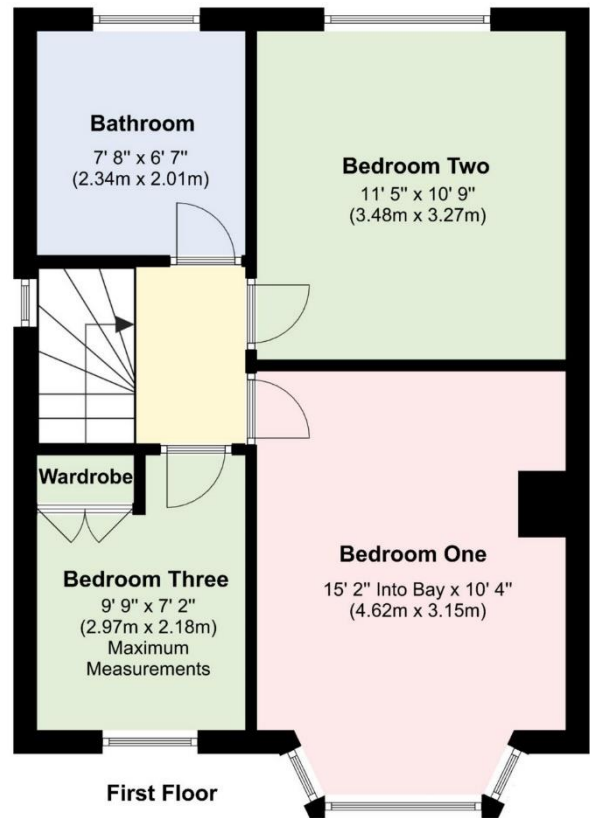 Bathroom
7' 8" x 6' 7"
(2.34m x 2.01m)
Bedroom Two
11' 5" x 10' 9"
(3.48m x 3.27m)
Wardrobe
Bedroom Three
9' 9" x 7' 2"
(2.97m x 2.18m)
Maximum
Measurements
Bedroom One
15' 2" Into Bay x 10' 4"
(4.62m x 3.15m)
First Floor